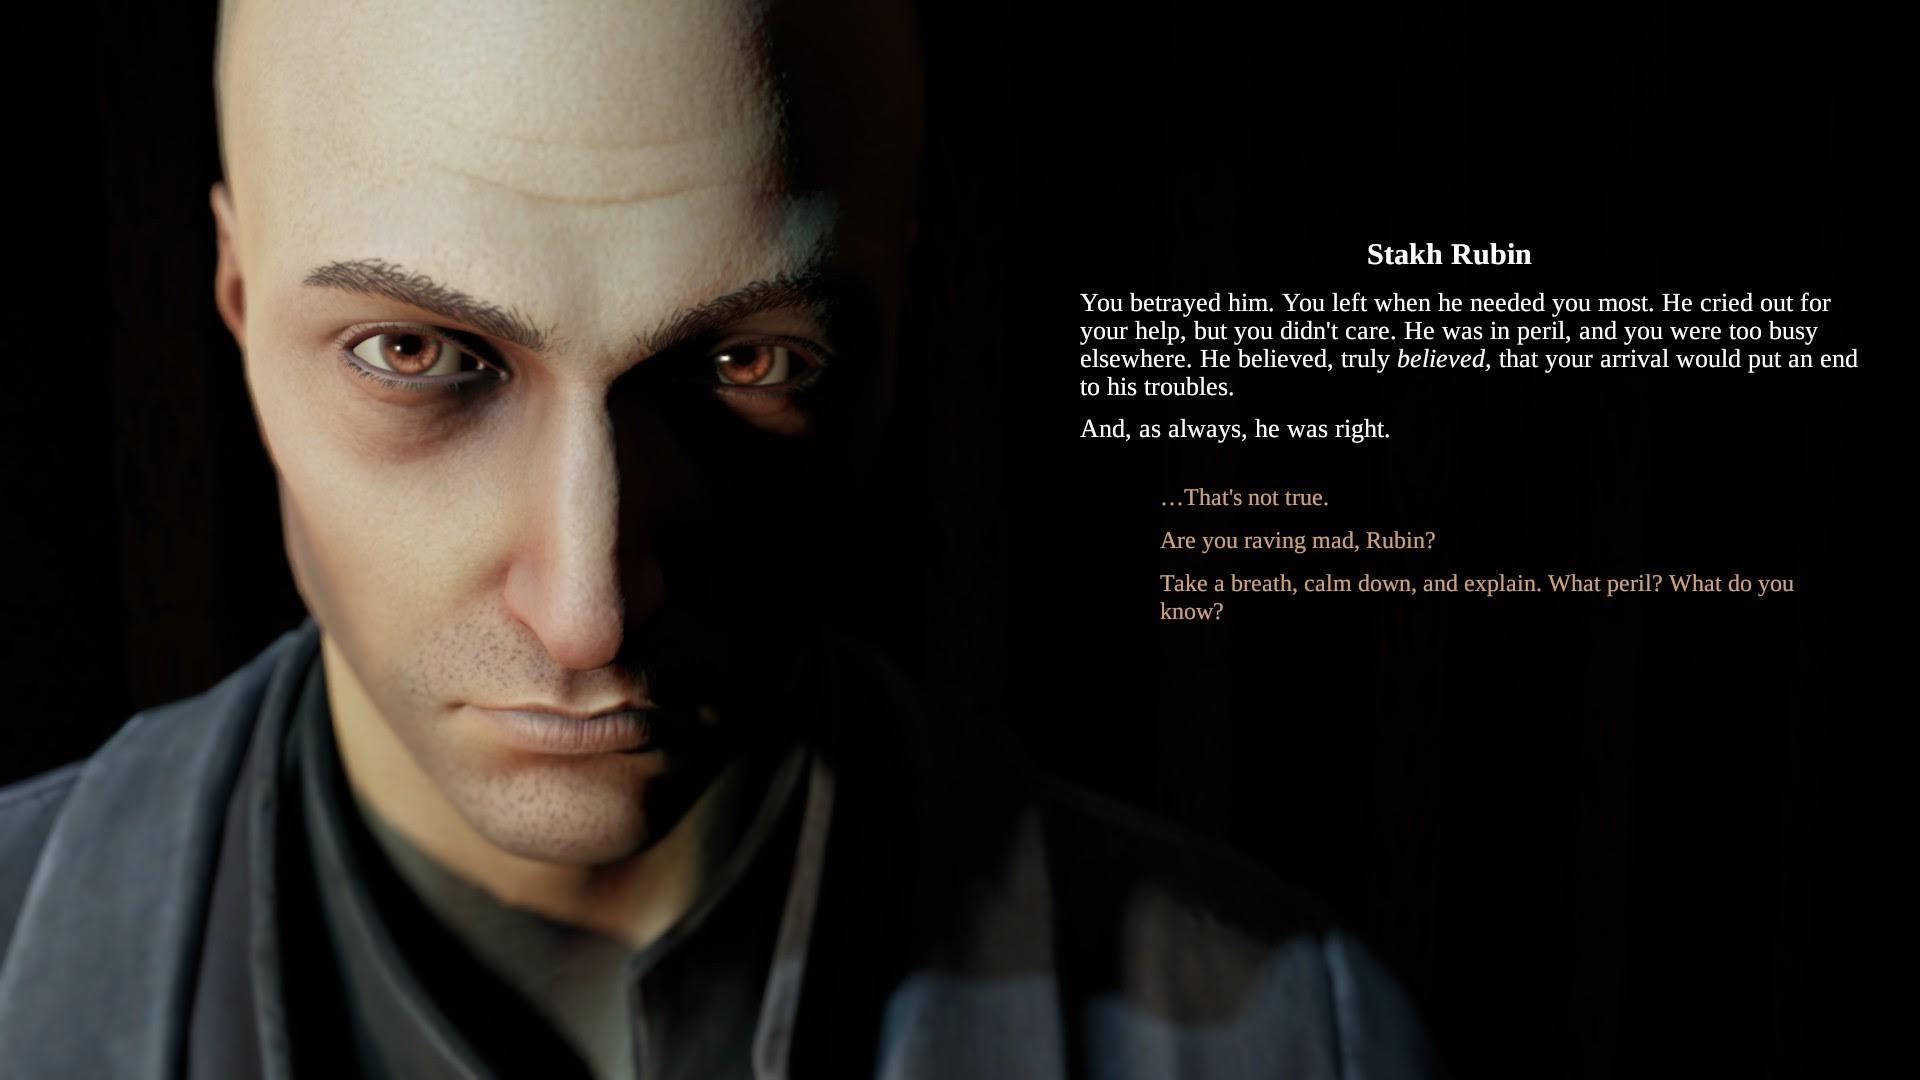 Stakh Rubin
You betrayed him. You left when he needed you most. He cried out for
your help, but you didn't care. He was in peril, and you were too busy
elsewhere. He believed, truly believed, that your arrival would put an end
to his troubles.
And, as always, he was right.
…That's not true.
Are you raving mad, Rubin?
Take a breath, calm down, and explain. What peril? What do you
know?